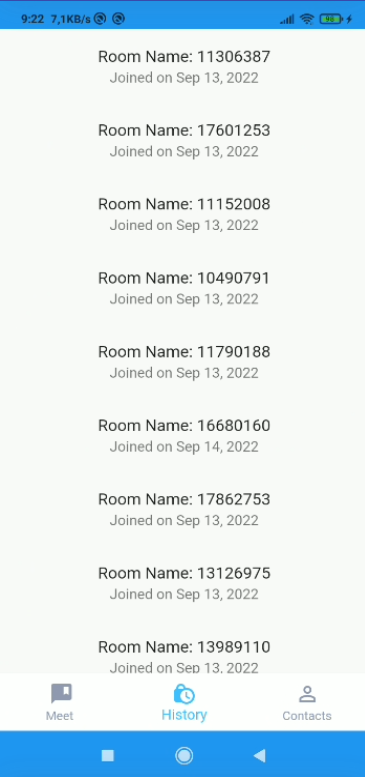 9:22 7,1KB/s 98
Room Name: 11306387
Joined on Sep 13, 2022
Room Name: 17601253
Joined on Sep 13, 2022
Room Name: 11152008
Joined on Sep 13, 2022
Room Name: 10490791
Joined on Sep 13, 2022
Room Name: 11790188
Joined on Sep 13, 2022
Room Name: 16680160
Joined on Sep 14, 2022
Room Name: 17862753
Joined on Sep 13, 2022
Room Name: 13126975
Joined on Sep 13, 2022
Room Name: 13989110
Joined on Sep 13, 2022
Meet History Contacts